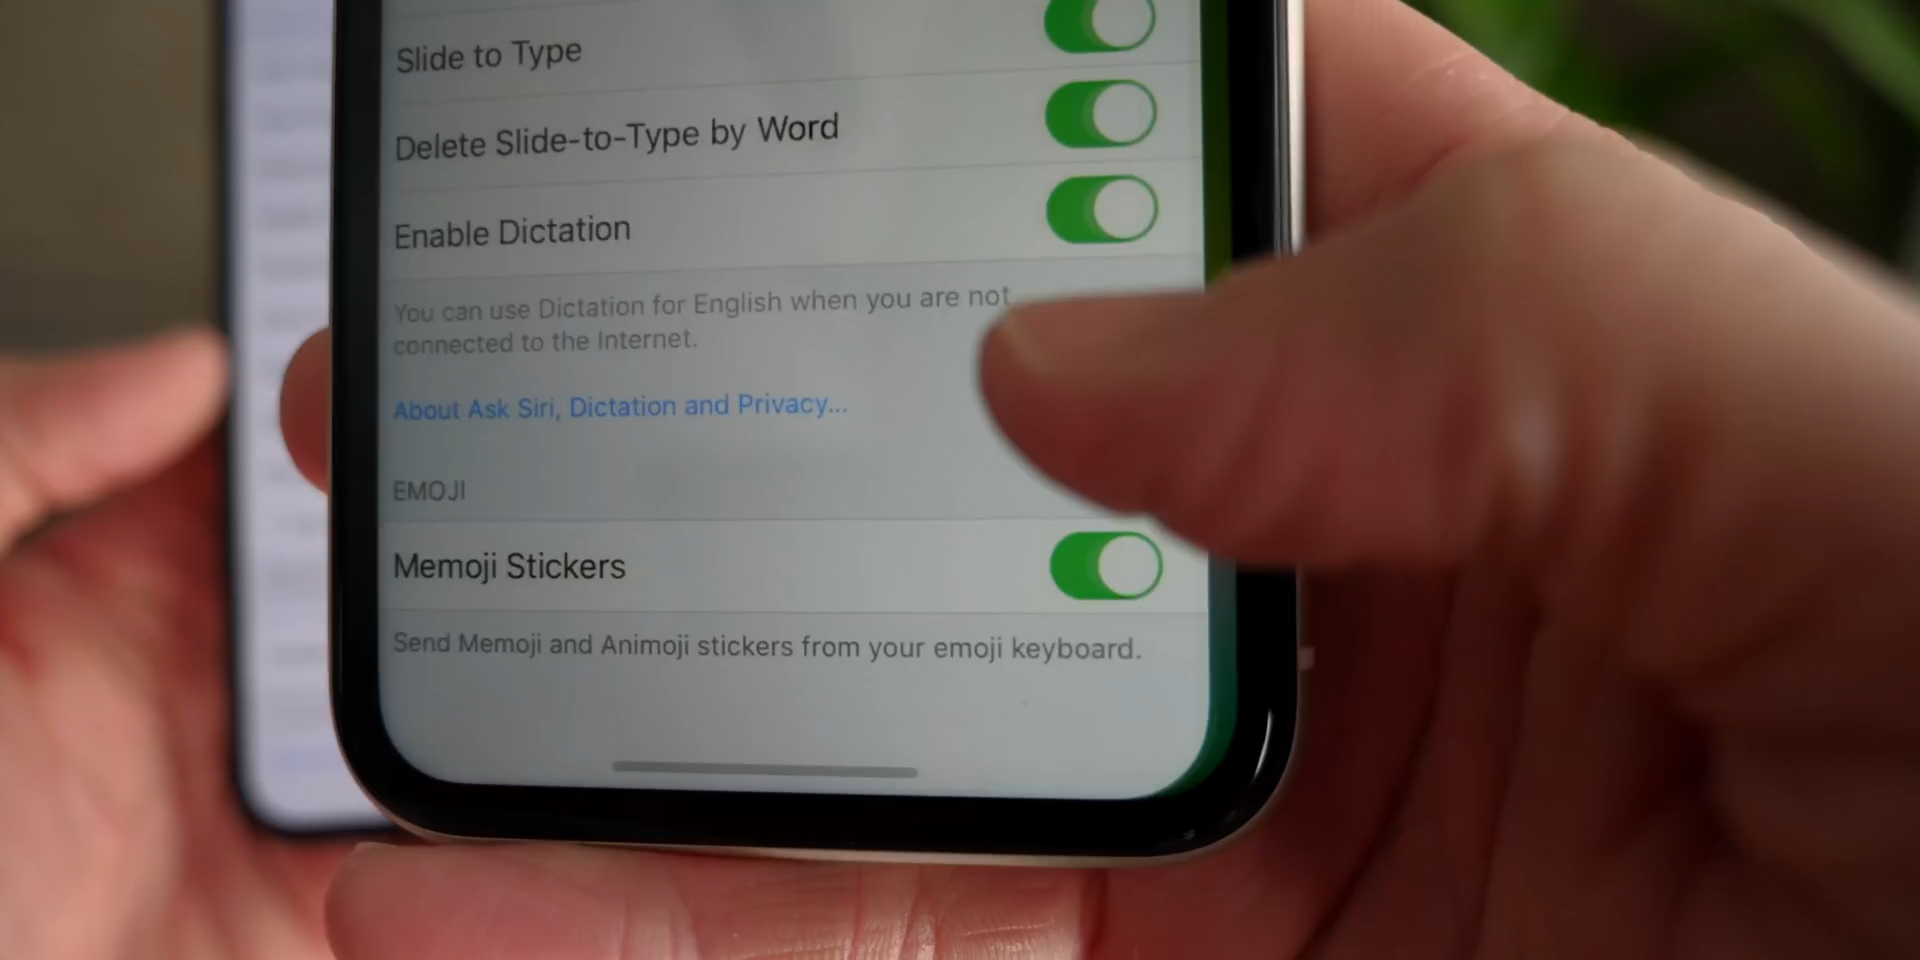 Slide to Type
Delete Slide-to-Type by Word
Enable Dictation
You can use Dictation for English when you are not
connected to the Internet.
About Ask Siri, Dictation and Privacy...
EMOJI
Memoji Stickers
Send Memoji and Animoji stickers from your emoji keyboard.